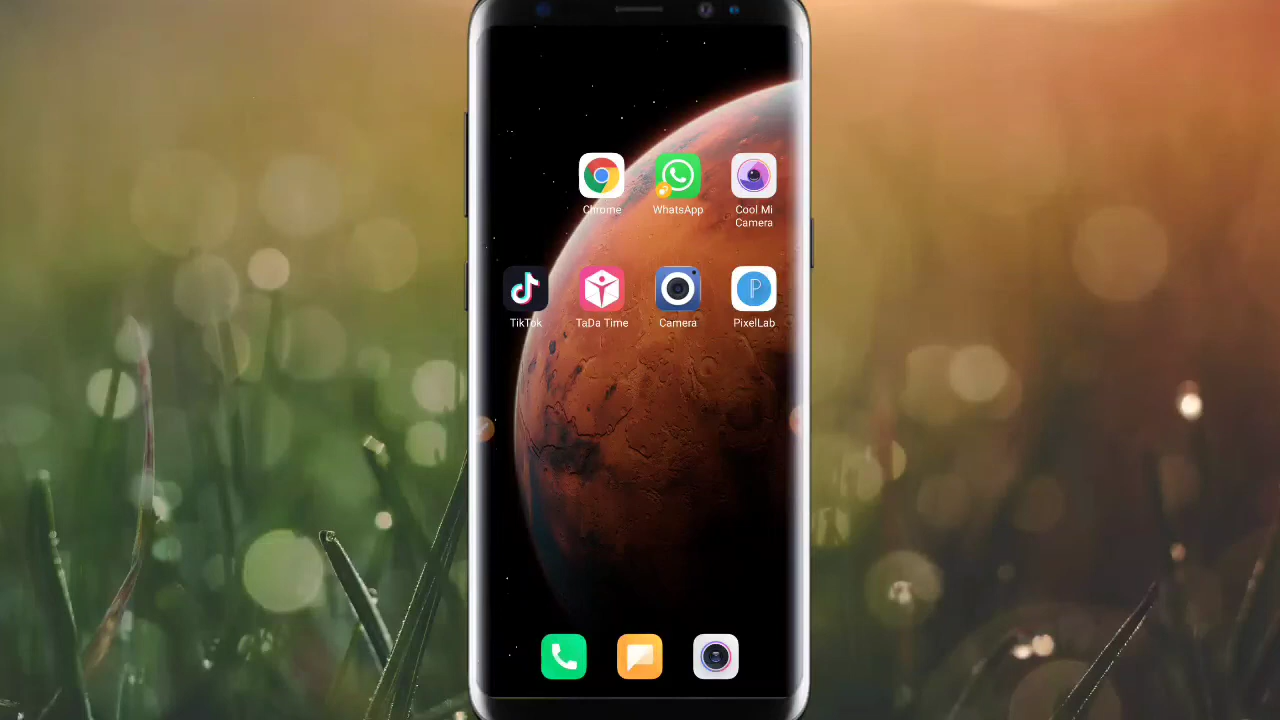 Chrome
WhatsApp
Cool Mi
Camera
TikTok
TaDa Time
Camera
PixelLab